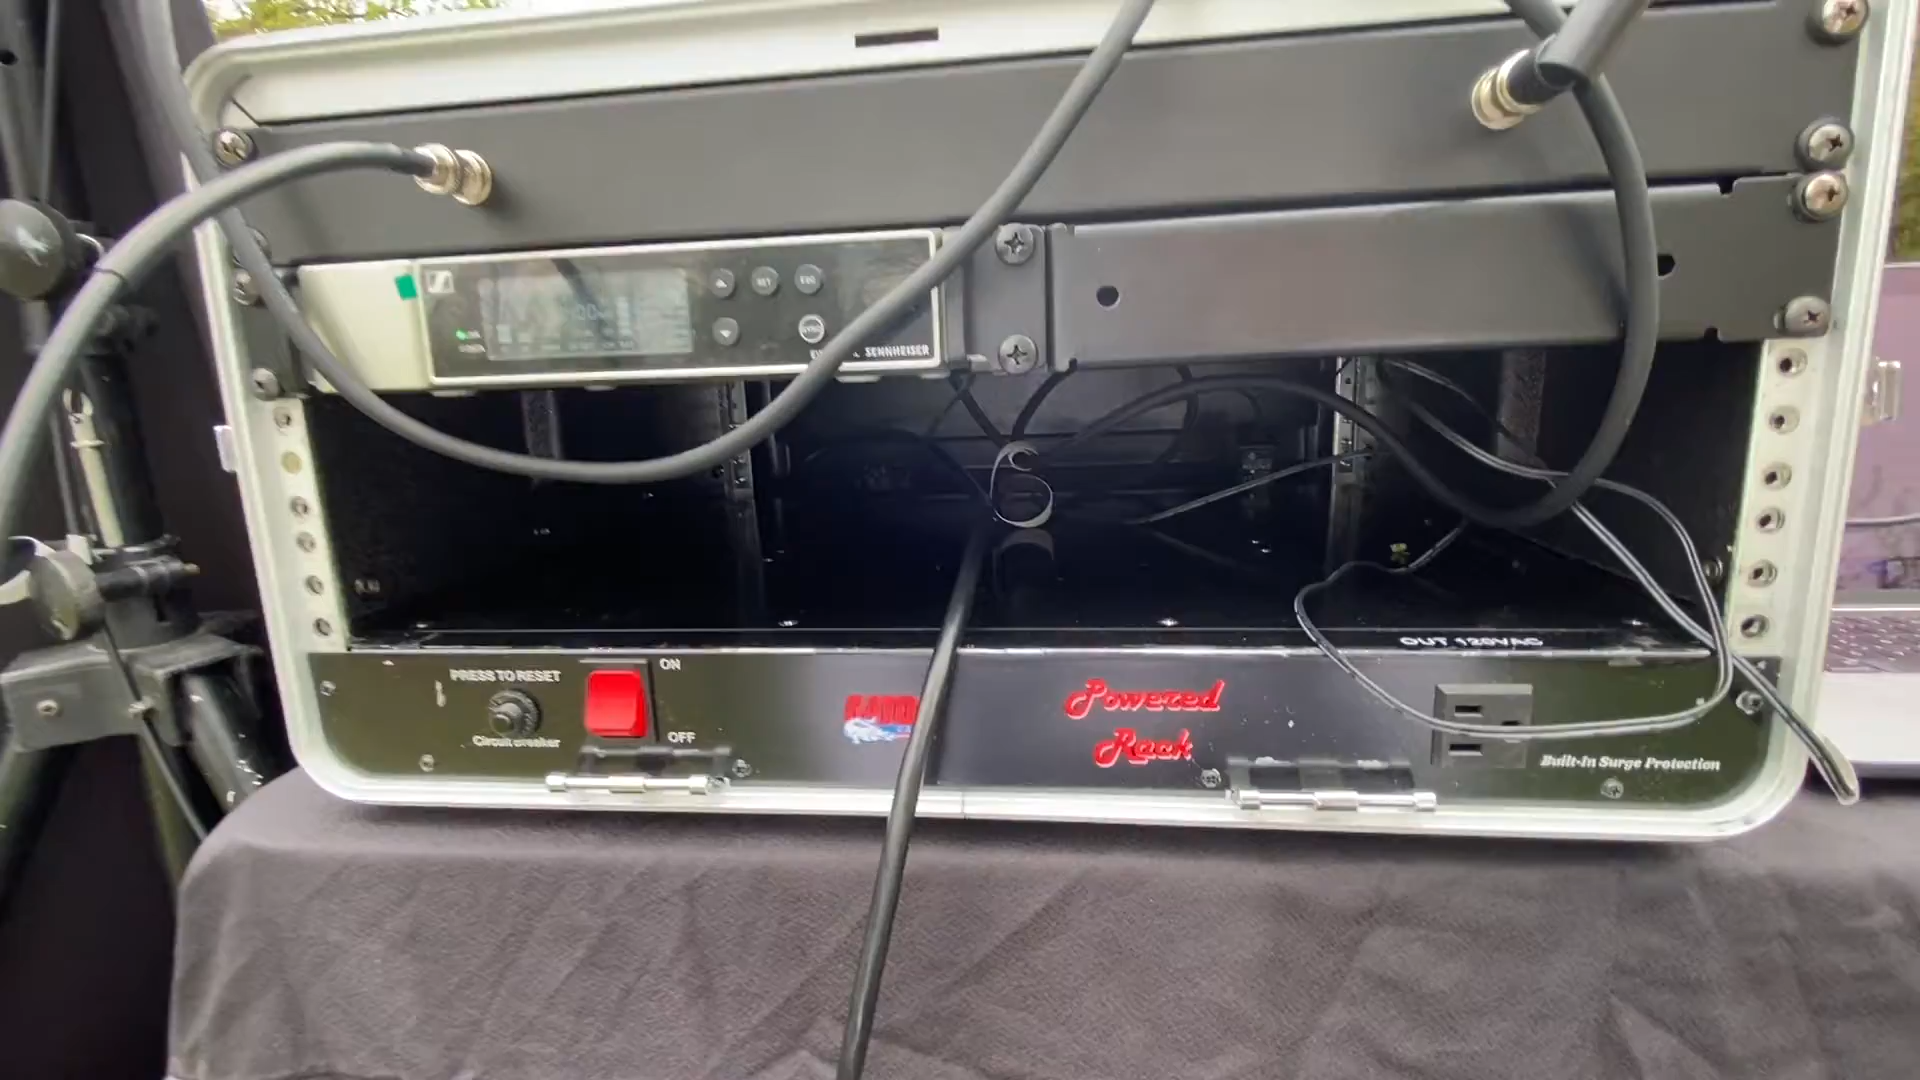 SET
ESC
SYNC
SENNHEISER
OUT 120VAC
PRESS TO RESET
ON
Circuit Breaker
OFF
Powered
Rack
Built-In Surge Protection